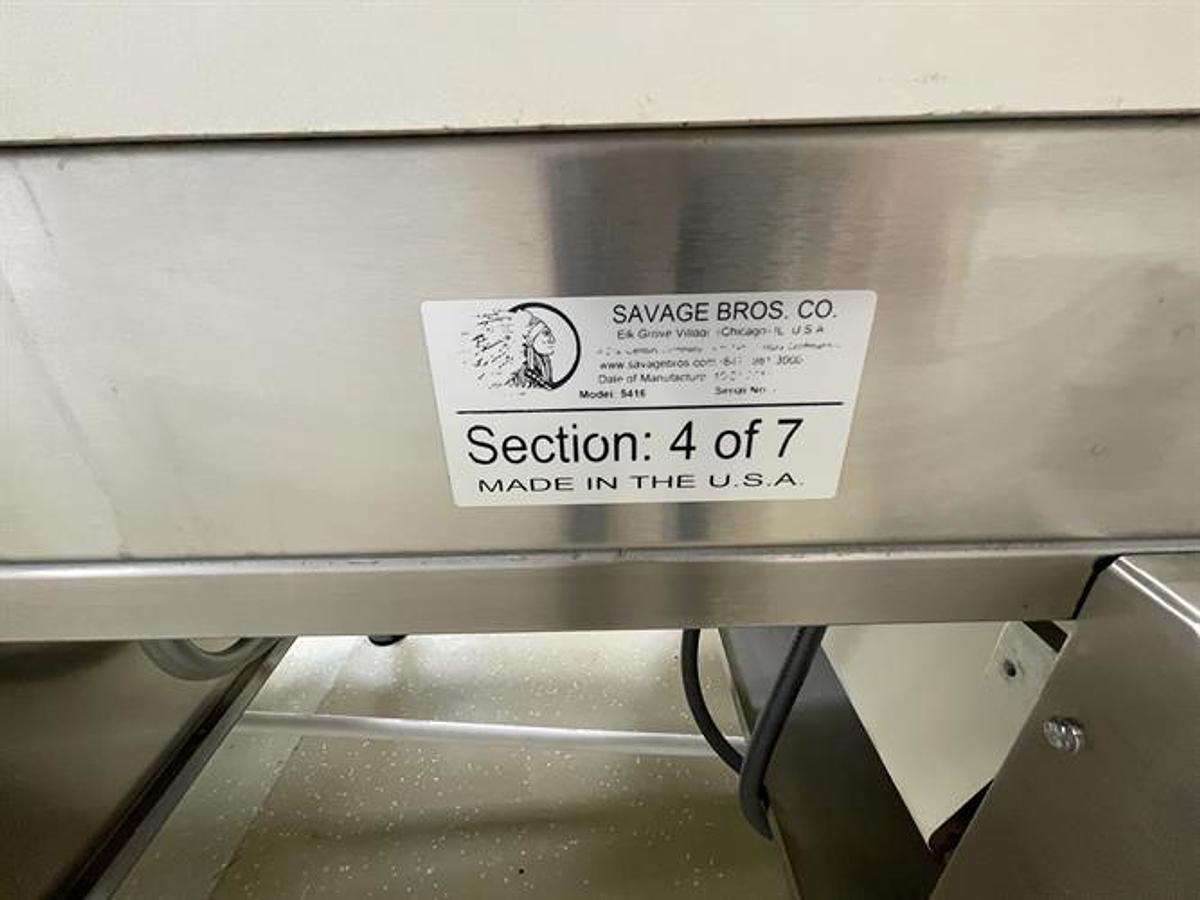 SAVAGE BROS. CO.
Elk Grove Village Chicago IL U S A
www.savagebros.com 3000
Date of Manufacture
Model: 5416 Serial No
Section: 4 of 7
MADE IN THE U.S.A.